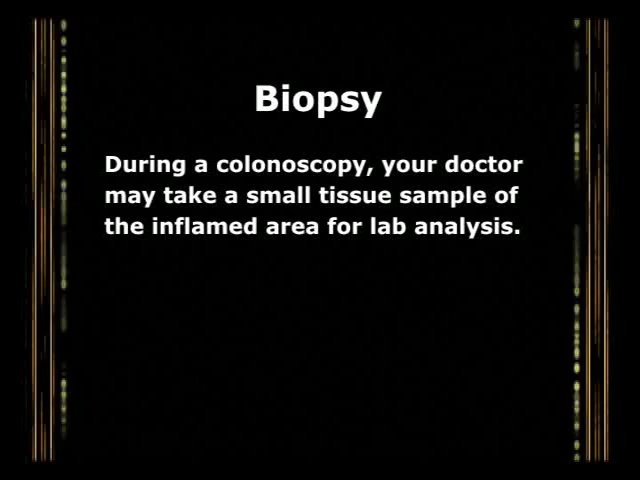 Biopsy
During a colonoscopy, your doctor
may take a small tissue sample of
the inflamed area for lab analysis.